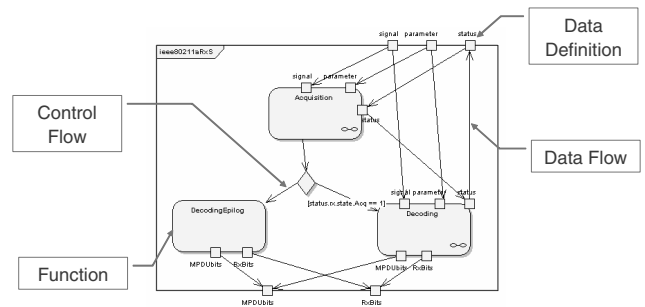 Data
Definition
signal parameter status
ieee80211aRxS
signal parameter
Acquisition
status
Control
Flow
Data Flow
[status.rx.state.Acq == 1]
signal parameter status
DecodingEpilog
Decoding
MPDUbits RxBits
MPDUbits RxBits
Function
MPDUbits
RxBits